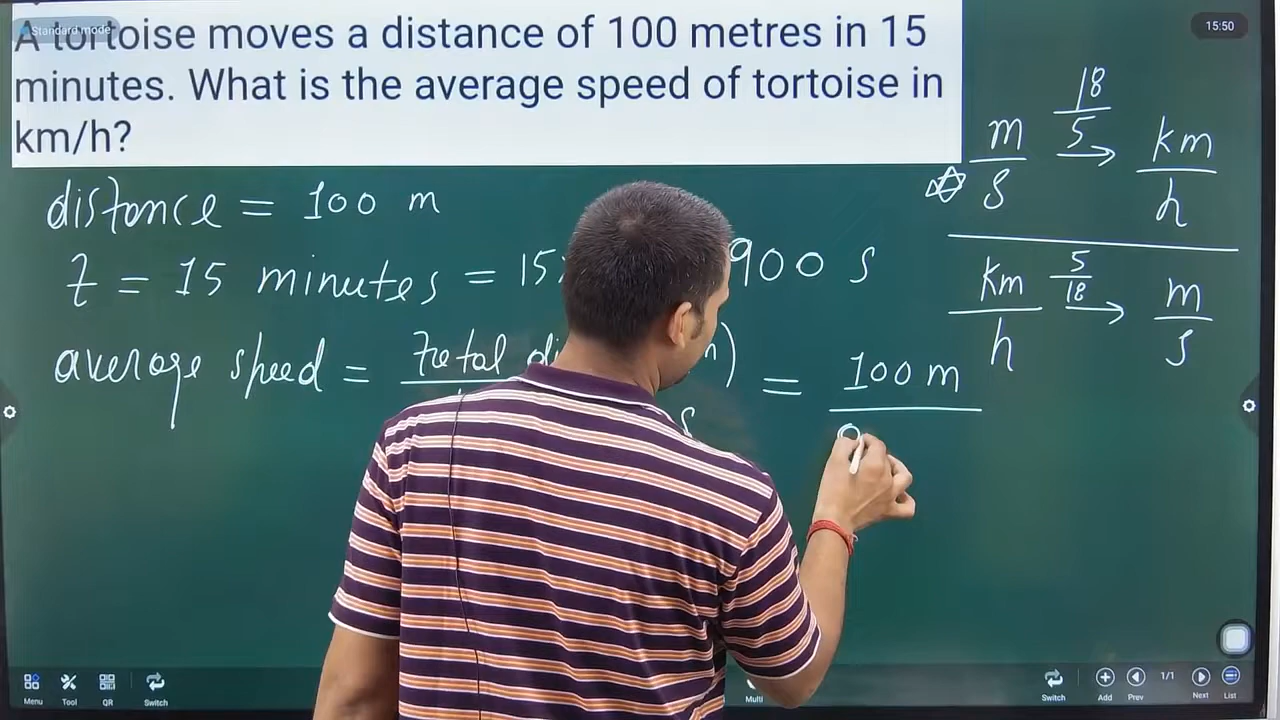 A tortoise moves a distance of 100 metres in 15
minutes. What is the average speed of tortoise in
km/h?
Standard mode
15:50
distance = 100 m
t = 15 minutes = 15 900 s
average speed = total = 100 m
m/s 18/5 → km/h
km/h 5/18 → m/s
Menu Tool QR Switch Multi Switch Add Prev 1/1 Next List